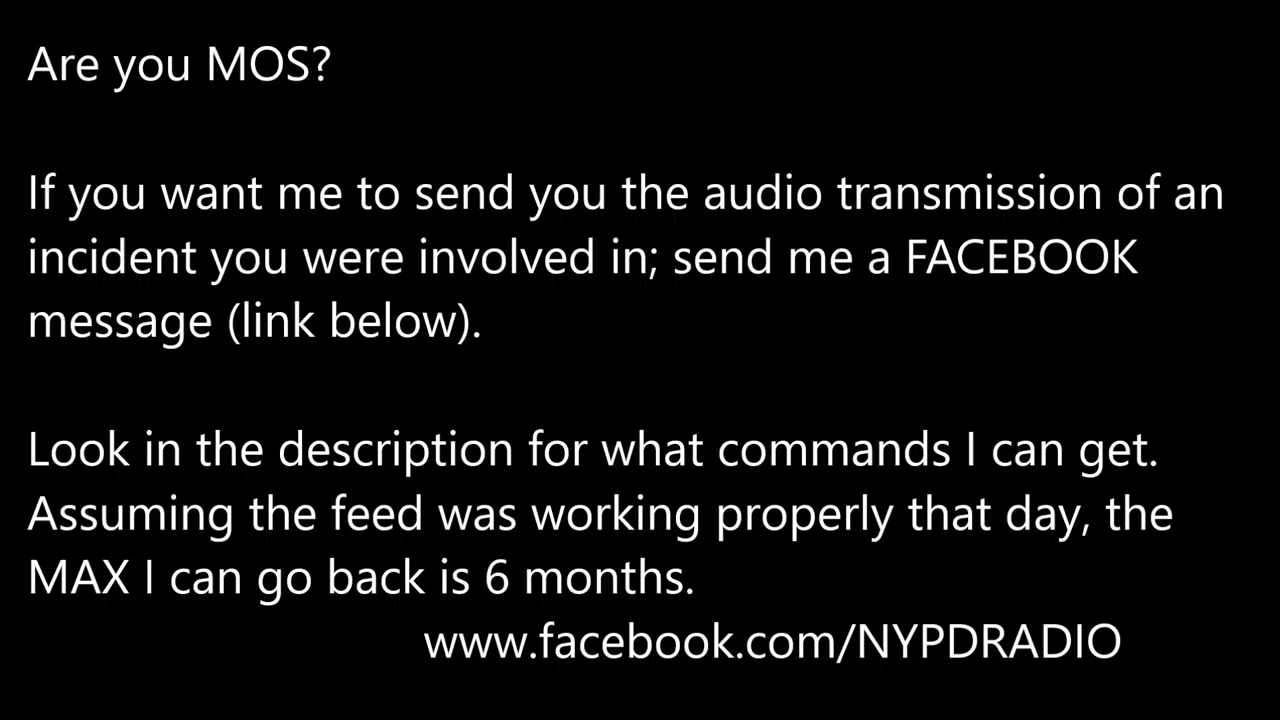 Are you MOS?
If you want me to send you the audio transmission of an
incident you were involved in; send me a FACEBOOK
message (link below).
Look in the description for what commands I can get.
Assuming the feed was working properly that day, the
MAX I can go back is 6 months.
www.facebook.com/NYPDRADIO